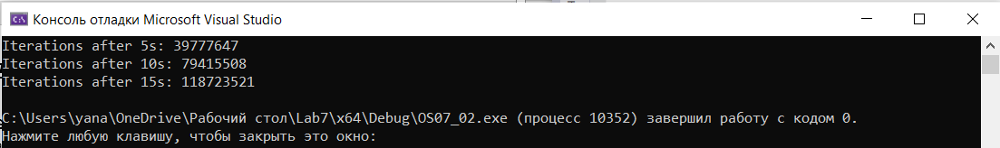 Консоль отладки Microsoft Visual Studio
Iterations after 5s: 39777647
Iterations after 10s: 79415508
Iterations after 15s: 118723521
C:\Users\yana\OneDrive\Рабочий стол\Lab7\x64\Debug\OS07_02.exe (процесс 10352) завершил работу с кодом 0.
Нажмите любую клавишу, чтобы закрыть это окно: